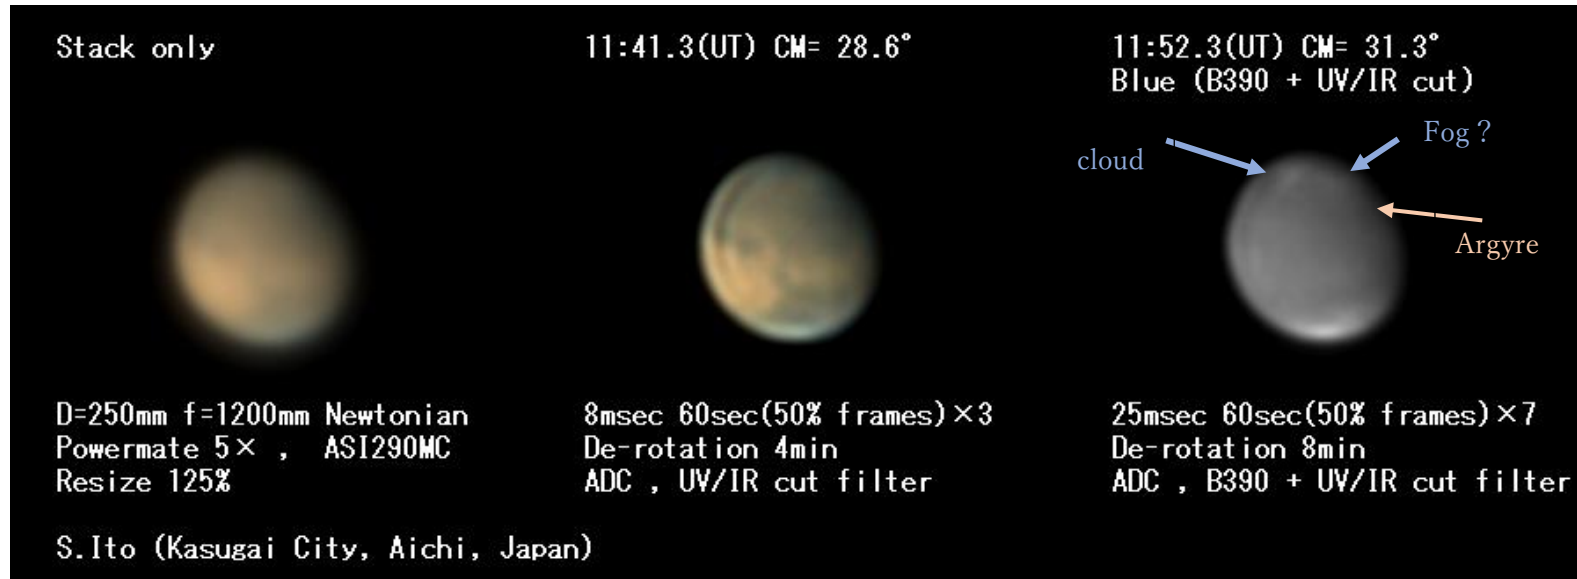 Stack only
11:41.3(UT) CM= 28.6°
11:52.3(UT) CM= 31.3°
Blue (B390 + UV/IR cut)
cloud
Fog？
Argyre
D=250mm f=1200mm Newtonian
Powermate 5× , ASI290MC
Resize 125%
8msec 60sec(50% frames)×3
De-rotation 4min
ADC , UV/IR cut filter
25msec 60sec(50% frames)×7
De-rotation 8min
ADC , B390 + UV/IR cut filter
S.Ito (Kasugai City, Aichi, Japan)